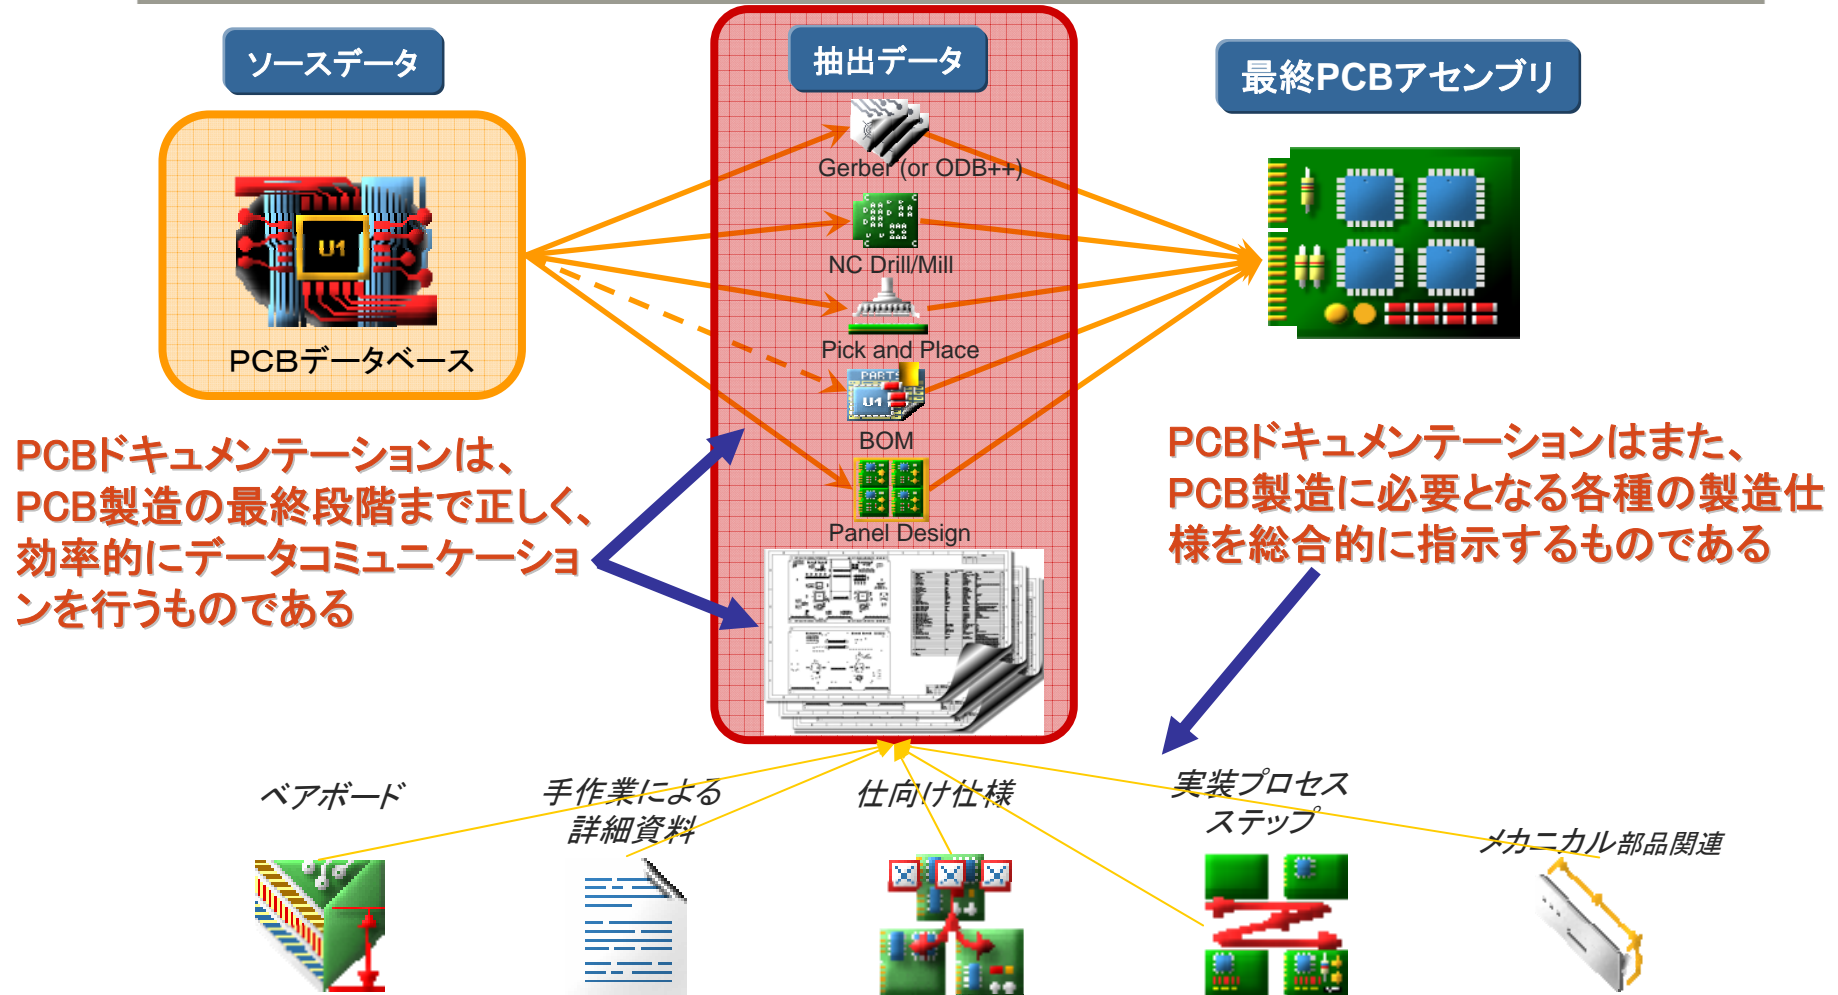 ソースデータ
抽出データ
最終PCBアセンブリ
Gerber (or ODB++)
NC Drill/Mill
Pick and Place
PARTS
U1
BOM
Panel Design
U1
PCBデータベース
PCBドキュメンテーションは、
PCB製造の最終段階まで正しく、
効率的にデータコミュニケーショ
ンを行うものである
PCBドキュメンテーションはまた、
PCB製造に必要となる各種の製造仕
様を総合的に指示するものである
ベアボード
手作業による
詳細資料
仕向け仕様
実装プロセス
ステップ
メカニカル部品関連